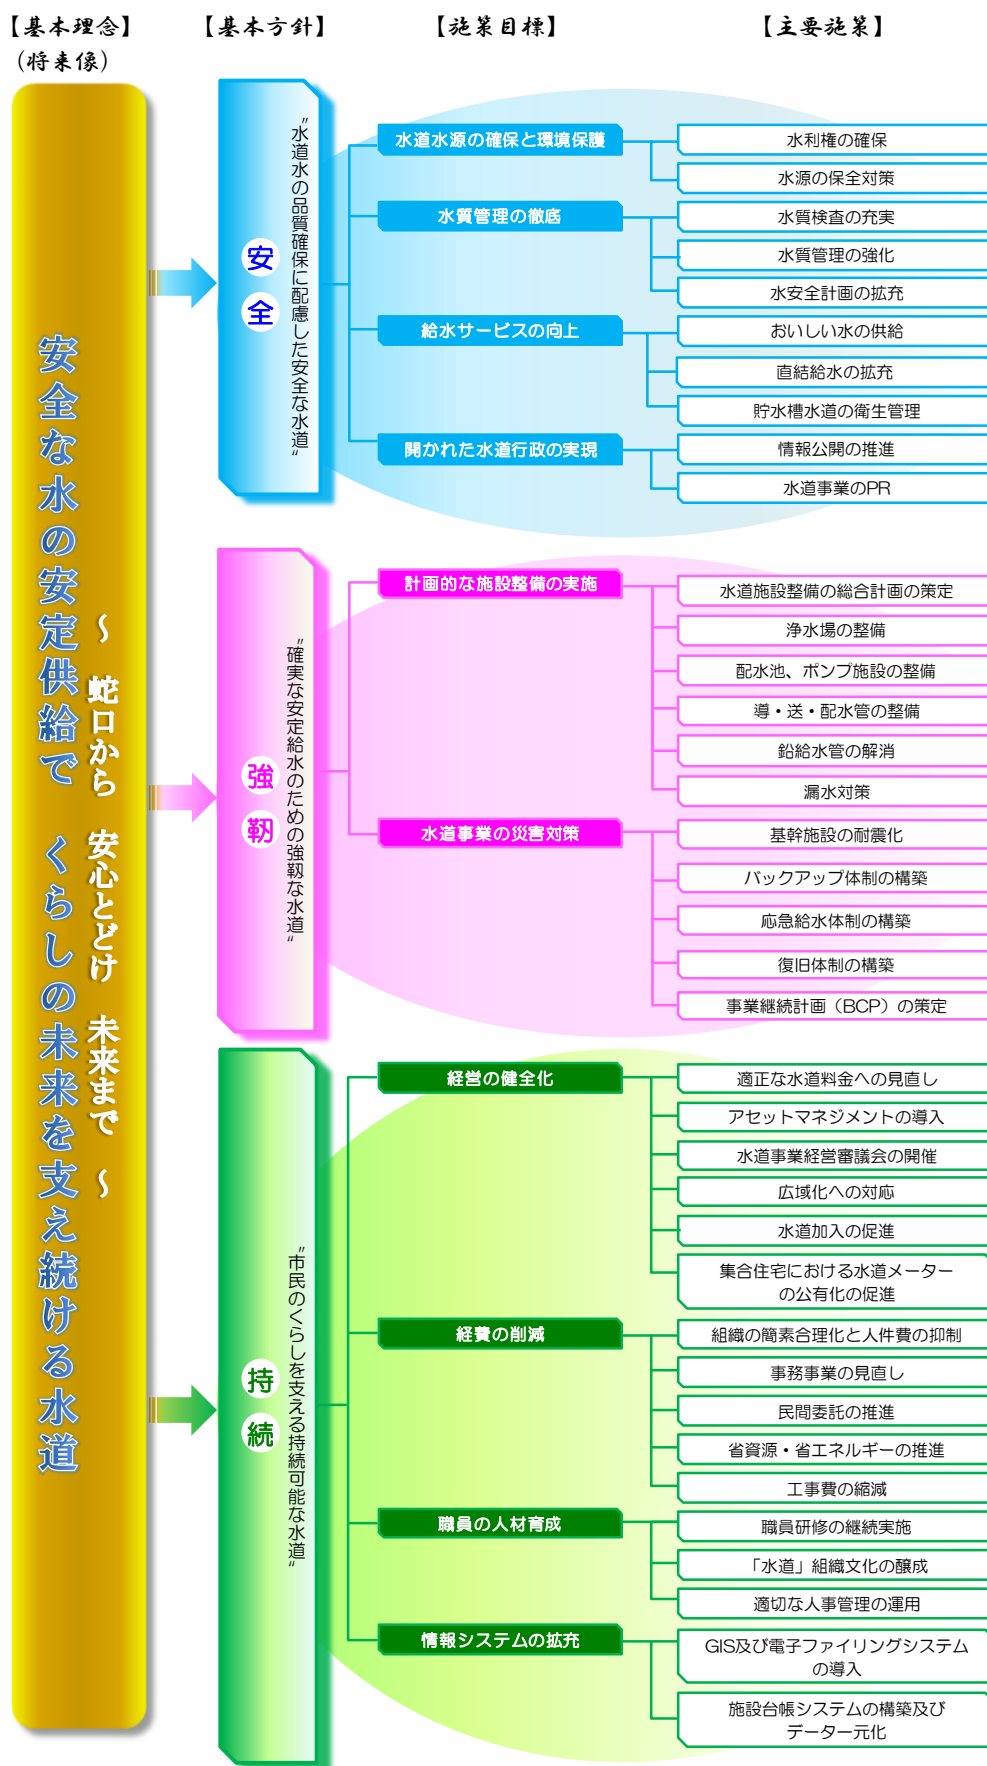 【基本理念】
(将来像)
【基本方針】
【施策目標】
【主要施策】
安全な水の安定供給で くらしの未来を支え続ける水道
～ 蛇口から 安心とどけ 未来まで ～
安全
"水道水の品質確保に配慮した安全な水道"
水道水源の確保と環境保護
水利権の確保
水源の保全対策
水質管理の徹底
水質検査の充実
水質管理の強化
水安全計画の拡充
給水サービスの向上
おいしい水の供給
直結給水の拡充
貯水槽水道の衛生管理
開かれた水道行政の実現
情報公開の推進
水道事業のPR
強靭
"確実な安定給水のための強靱な水道"
計画的な施設整備の実施
水道施設整備の総合計画の策定
浄水場の整備
配水池、ポンプ施設の整備
導・送・配水管の整備
鉛給水管の解消
漏水対策
水道事業の災害対策
基幹施設の耐震化
バックアップ体制の構築
応急給水体制の構築
復旧体制の構築
事業継続計画（BCP）の策定
持続
"市民のくらしを支える持続可能な水道"
経営の健全化
適正な水道料金への見直し
アセットマネジメントの導入
水道事業経営審議会の開催
広域化への対応
水道加入の促進
集合住宅における水道メーター
の公有化の促進
経費の削減
組織の簡素合理化と人件費の抑制
事務事業の見直し
民間委託の推進
省資源・省エネルギーの推進
工事費の縮減
職員の人材育成
職員研修の継続実施
「水道」組織文化の醸成
適切な人事管理の運用
情報システムの拡充
GIS及び電子ファイリングシステム
の導入
施設台帳システムの構築及び
データー元化